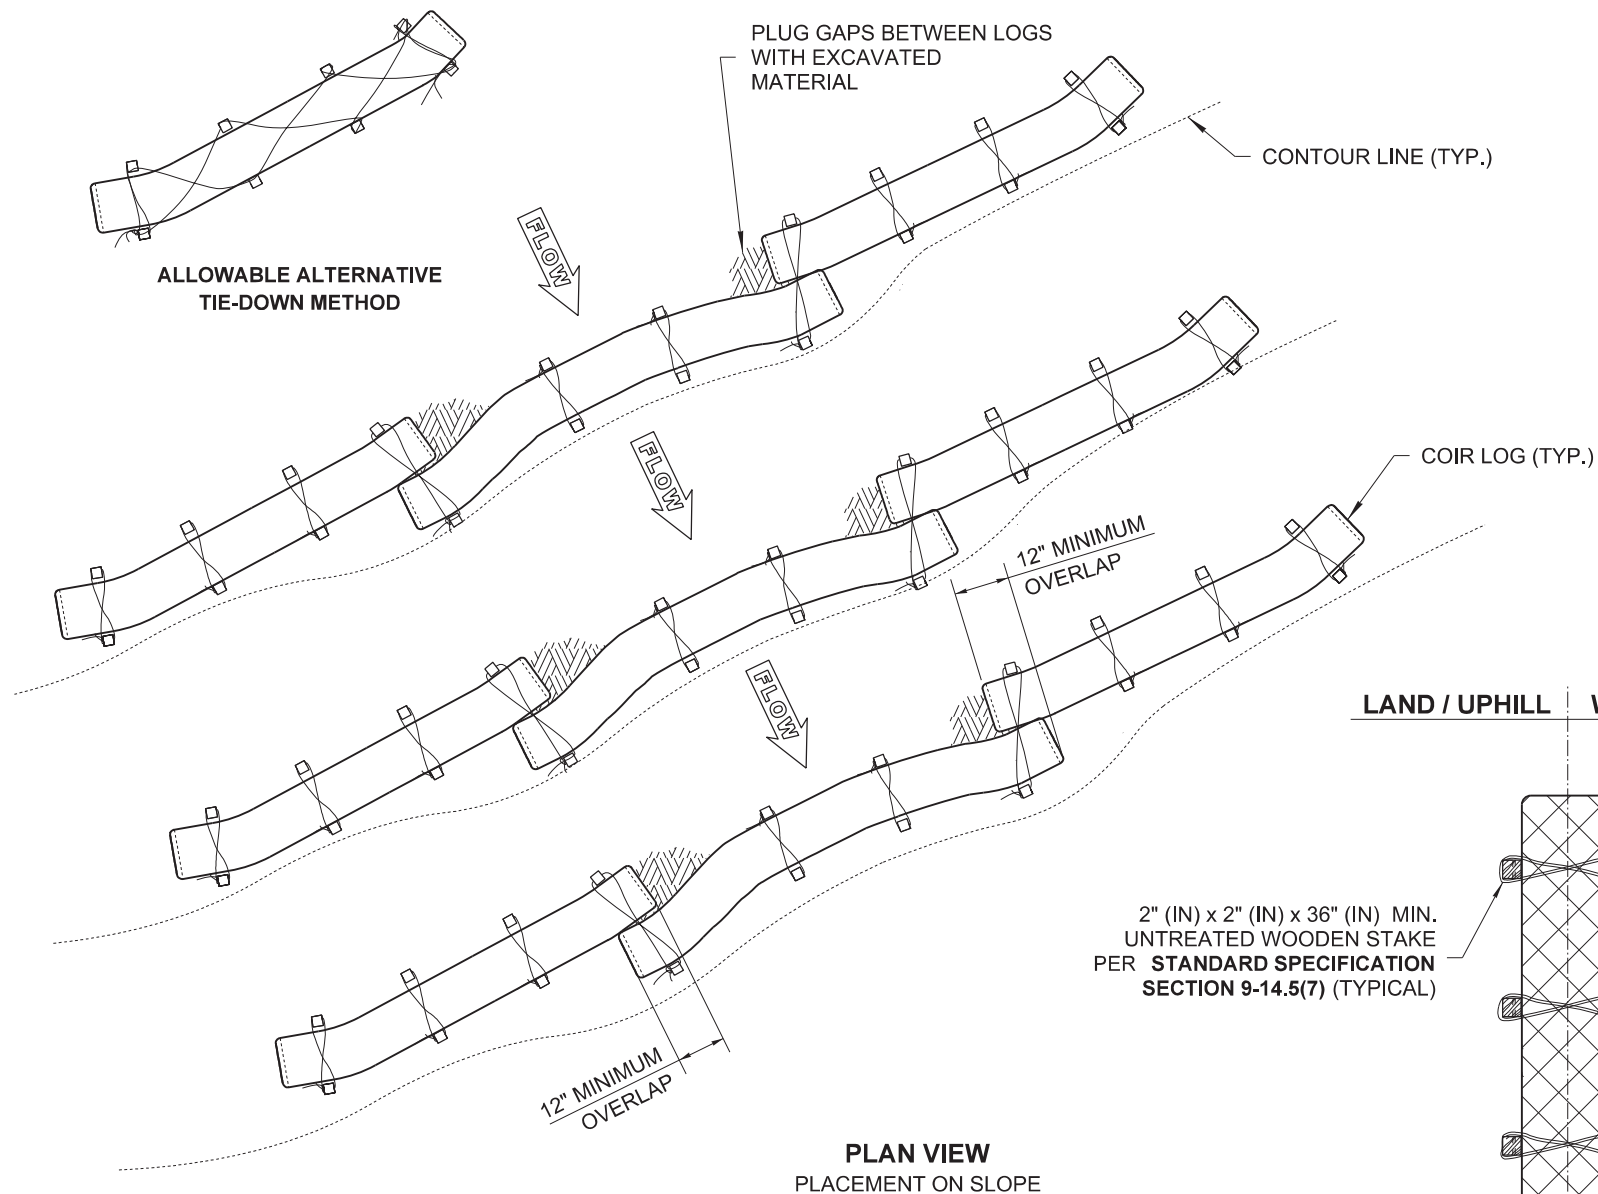 PLUG GAPS BETWEEN LOGS
WITH EXCAVATED
MATERIAL
CONTOUR LINE (TYP.)
ALLOWABLE ALTERNATIVE
TIE-DOWN METHOD
FLOW
FLOW
COIR LOG (TYP.)
12" MINIMUM
OVERLAP
FLOW
LAND / UPHILL
2" (IN) x 2" (IN) x 36" (IN) MIN.
UNTREATED WOODEN STAKE
PER STANDARD SPECIFICATION
SECTION 9-14.5(7) (TYPICAL)
12" MINIMUM
OVERLAP
PLAN VIEW
PLACEMENT ON SLOPE